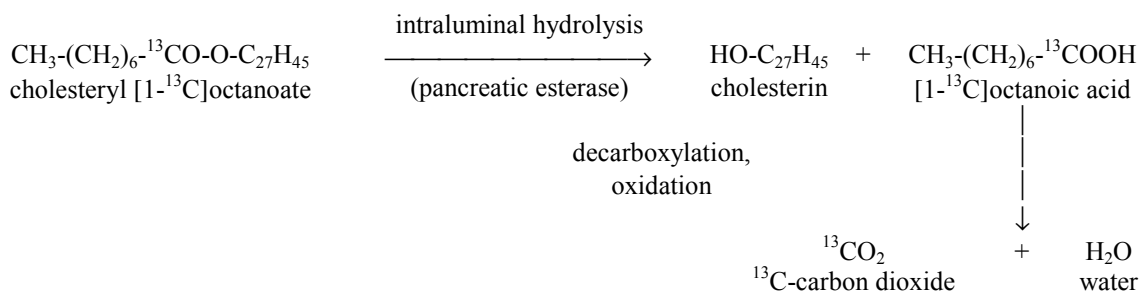 intraluminal hydrolysis
CH₃-(CH₂)₆-¹³CO-O-C₂₇H₄₅ ⟶ HO-C₂₇H₄₅ + CH₃-(CH₂)₆-¹³COOH
cholesteryl [1-¹³C]octanoate (pancreatic esterase) cholesterin [1-¹³C]octanoic acid
decarboxylation,
oxidation
¹³CO₂ + H₂O
¹³C-carbon dioxide water